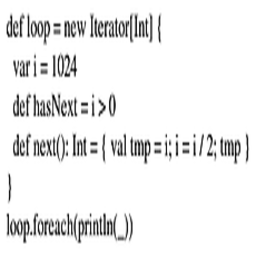 def loop = new Iterator[Int] {
var i = 1024
def hasNext = i > 0
def next(): Int = { val tmp = i; i = i / 2; tmp }
}
loop.foreach(println(_))